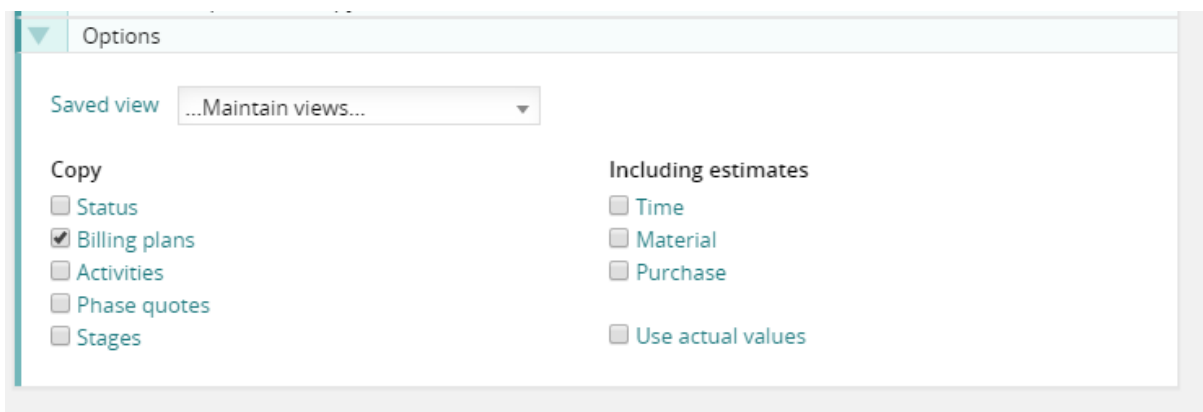 Options
Saved view ...Maintain views...
Copy
Status
Billing plans
Activities
Phase quotes
Stages
Including estimates
Time
Material
Purchase
Use actual values